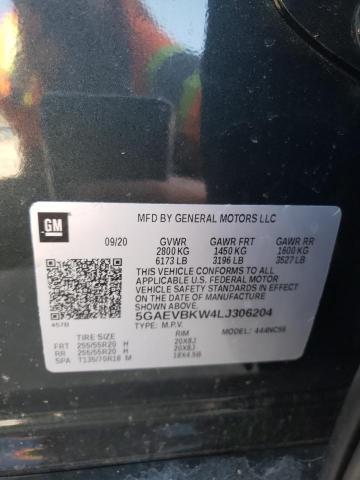 GM
MFD BY GENERAL MOTORS LLC
09/20 GVWR GAWR FRT GAWR RR
2800 KG 1450 KG 1600 KG
6173 LB 3196 LB 3527 LB
THIS VEHICLE CONFORMS TO ALL
APPLICABLE U.S. FEDERAL MOTOR
VEHICLE SAFETY STANDARDS IN
EFFECT ON THE DATE OF
MANUFACTURE SHOWN ABOVE.
5GAEVBKW4LJ306204
457B TYPE: M.P.V. MODEL: 444NC56
TIRE SIZE RIM
FRT 255/55R20 H 20X8J
RR 255/55R20 H 20X8J
SPA T135/70R18 M 18X4.5B